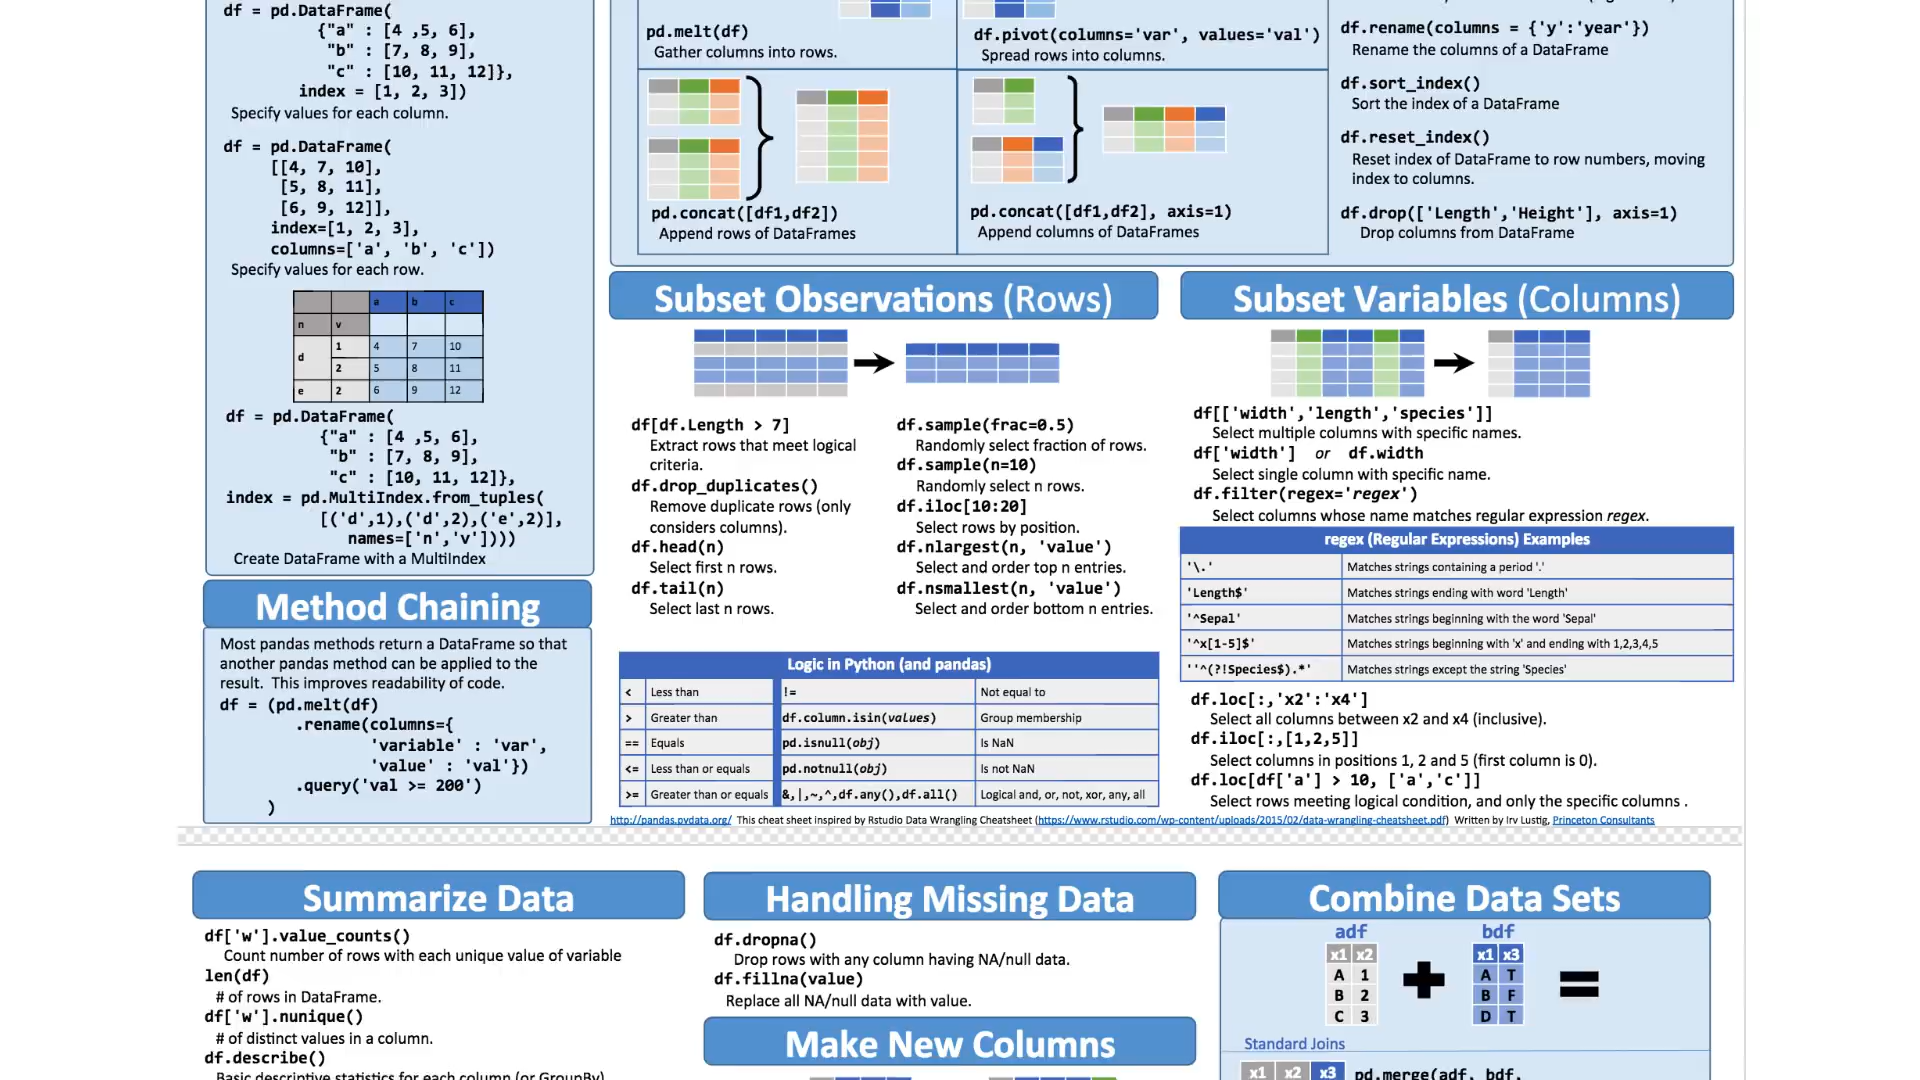 df = pd.DataFrame(
{"a" : [4 ,5, 6],
"b" : [7, 8, 9],
"c" : [10, 11, 12]},
index = [1, 2, 3])
Specify values for each column.
df = pd.DataFrame(
[[4, 7, 10],
[5, 8, 11],
[6, 9, 12]],
index=[1, 2, 3],
columns=['a', 'b', 'c'])
Specify values for each row.
a b c
n v
d 1 4 7 10
2 5 8 11
e 2 6 9 12
df = pd.DataFrame(
{"a" : [4 ,5, 6],
"b" : [7, 8, 9],
"c" : [10, 11, 12]},
index = pd.MultiIndex.from_tuples(
[('d',1),('d',2),('e',2)],
names=['n','v'])))
Create DataFrame with a MultiIndex
Method Chaining
Most pandas methods return a DataFrame so that
another pandas method can be applied to the
result. This improves readability of code.
df = (pd.melt(df)
.rename(columns={
'variable' : 'var',
'value' : 'val'})
.query('val >= 200')
)
pd.melt(df)
Gather columns into rows.
df.pivot(columns='var', values='val')
Spread rows into columns.
pd.concat([df1,df2])
Append rows of DataFrames
pd.concat([df1,df2], axis=1)
Append columns of DataFrames
df.rename(columns = {'y':'year'})
Rename the columns of a DataFrame
df.sort_index()
Sort the index of a DataFrame
df.reset_index()
Reset index of DataFrame to row numbers, moving
index to columns.
df.drop(['Length','Height'], axis=1)
Drop columns from DataFrame
Subset Observations (Rows)
df[df.Length > 7]
Extract rows that meet logical
criteria.
df.drop_duplicates()
Remove duplicate rows (only
considers columns).
df.head(n)
Select first n rows.
df.tail(n)
Select last n rows.
df.sample(frac=0.5)
Randomly select fraction of rows.
df.sample(n=10)
Randomly select n rows.
df.iloc[10:20]
Select rows by position.
df.nlargest(n, 'value')
Select and order top n entries.
df.nsmallest(n, 'value')
Select and order bottom n entries.
Logic in Python (and pandas)
< Less than != Not equal to
> Greater than df.column.isin(values) Group membership
== Equals pd.isnull(obj) Is NaN
<= Less than or equals pd.notnull(obj) Is not NaN
>= Greater than or equals &,|,~,^,df.any(),df.all() Logical and, or, not, xor, any, all
Subset Variables (Columns)
df[['width','length','species']]
Select multiple columns with specific names.
df['width'] or df.width
Select single column with specific name.
df.filter(regex='regex')
Select columns whose name matches regular expression regex.
regex (Regular Expressions) Examples
'\.' Matches strings containing a period '.'
'Length$' Matches strings ending with word 'Length'
'^Sepal' Matches strings beginning with the word 'Sepal'
'^x[1-5]$' Matches strings beginning with 'x' and ending with 1,2,3,4,5
''^(?!Species$).*' Matches strings except the string 'Species'
df.loc[:,'x2':'x4']
Select all columns between x2 and x4 (inclusive).
df.iloc[:,[1,2,5]]
Select columns in positions 1, 2 and 5 (first column is 0).
df.loc[df['a'] > 10, ['a','c']]
Select rows meeting logical condition, and only the specific columns .
http://pandas.pydata.org/ This cheat sheet inspired by Rstudio Data Wrangling Cheatsheet (https://www.rstudio.com/wp-content/uploads/2015/02/data-wrangling-cheatsheet.pdf) Written by Irv Lustig, Princeton Consultants
Summarize Data
df['w'].value_counts()
Count number of rows with each unique value of variable
len(df)
# of rows in DataFrame.
df['w'].nunique()
# of distinct values in a column.
df.describe()
Basic descriptive statistics for each column (or GroupBy)
Handling Missing Data
df.dropna()
Drop rows with any column having NA/null data.
df.fillna(value)
Replace all NA/null data with value.
Make New Columns
Combine Data Sets
adf bdf
x1 x2 x1 x3
A 1 A T
B 2 B F
C 3 D T
Standard Joins
x1 x2 x3 pd.merge(adf, bdf,